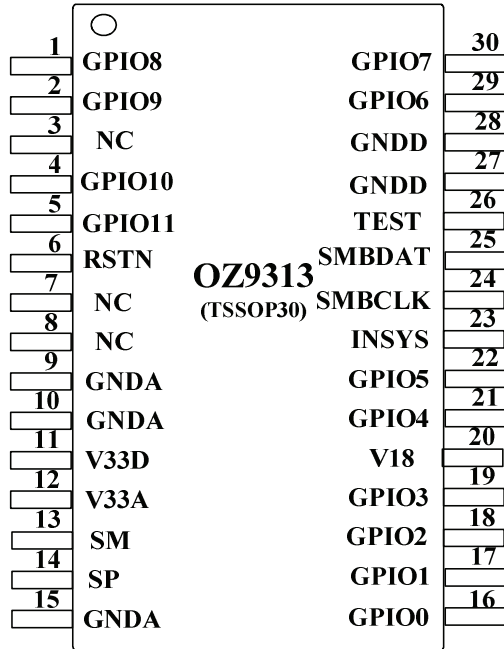 1 GPIO8 GPIO7 30
2 GPIO9 GPIO6 29
3 NC GNDD 28
4 GPIO10 GNDD 27
5 GPIO11 TEST 26
6 RSTN SMBDAT 25
OZ9313
7 NC SMBCLK 24
(TSSOP30)
8 NC INSYS 23
9 GNDA GPIO5 22
10 GNDA GPIO4 21
11 V33D V18 20
12 V33A GPIO3 19
13 SM GPIO2 18
14 SP GPIO1 17
15 GNDA GPIO0 16